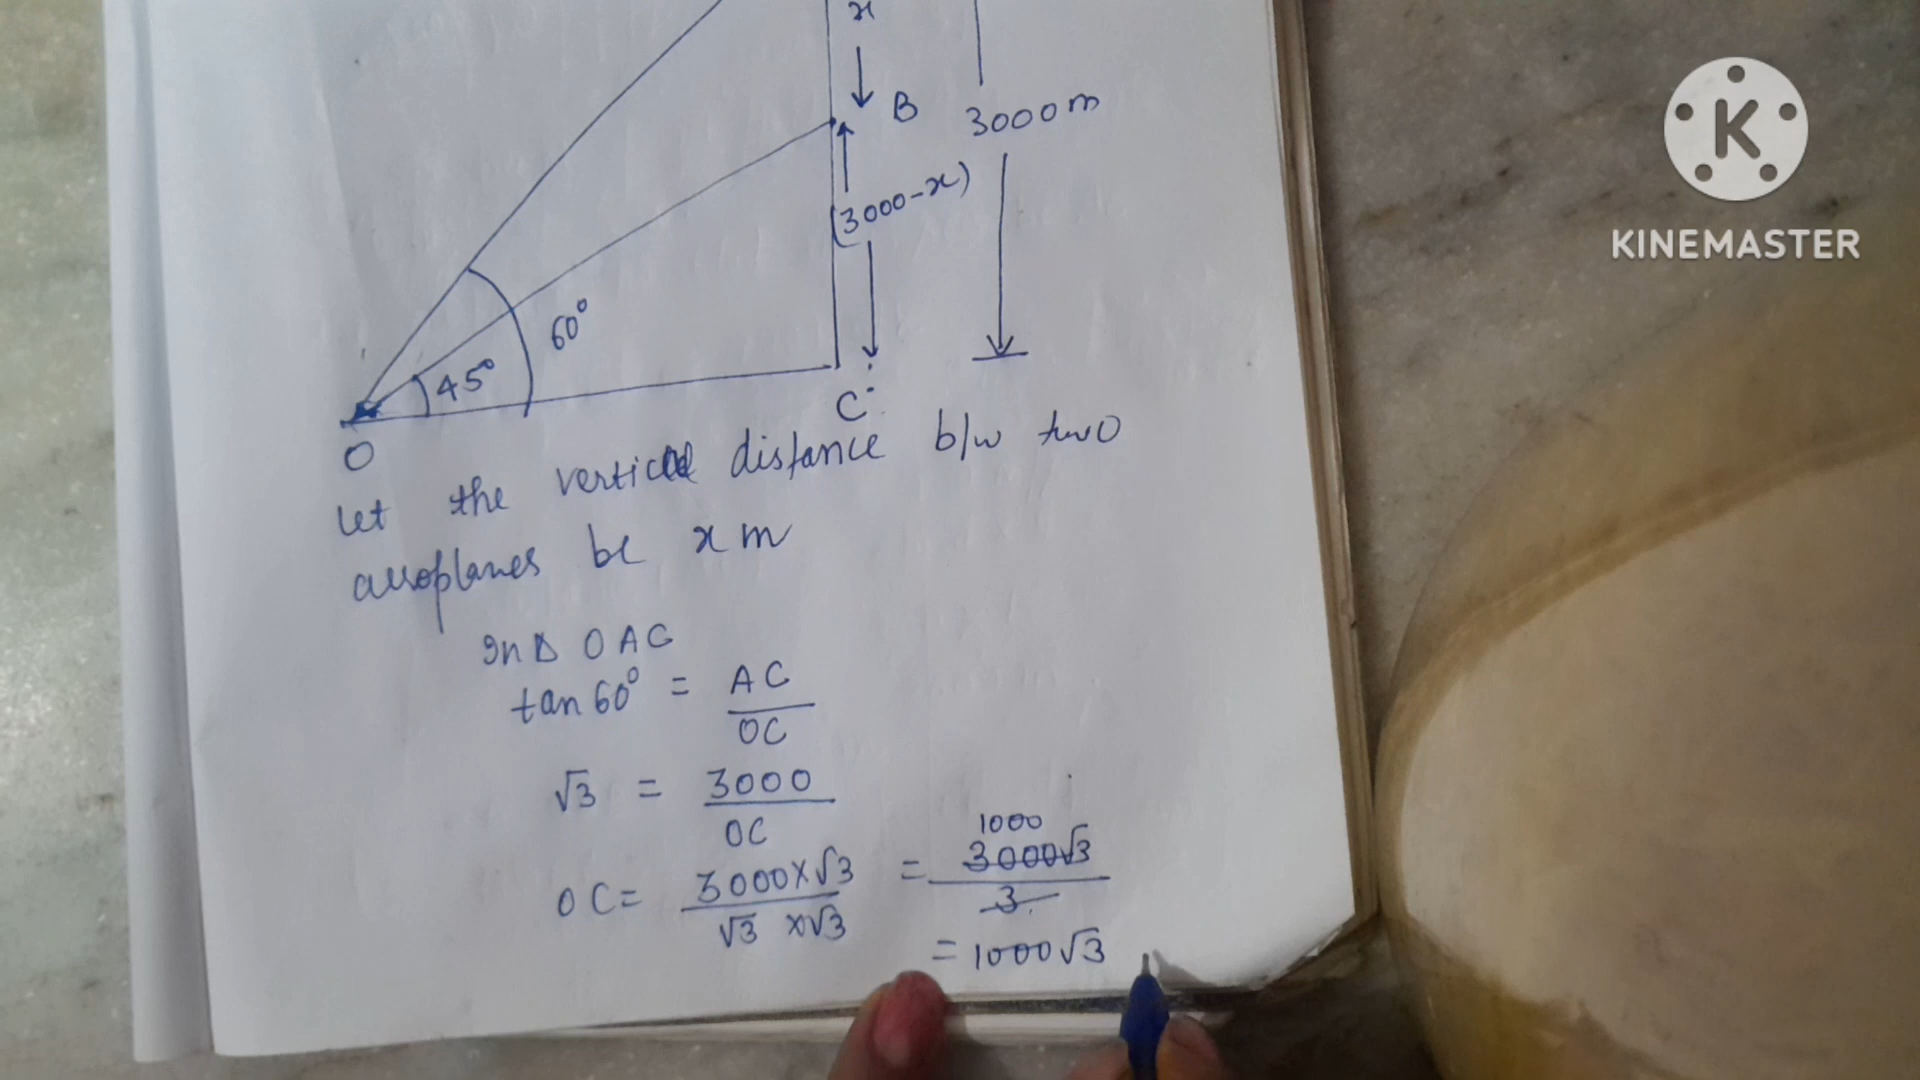 x
B
3000 m
(3000-x)
60°
45°
C
O
Let the vertical distance b/w two
aeroplanes be x m
In Δ OAC
tan 60° = AC/OC
√3 = 3000/OC
OC = 3000×√3/√3 ×√3 = 3000√3/3
1000
= 1000√3
K
KINEMASTER